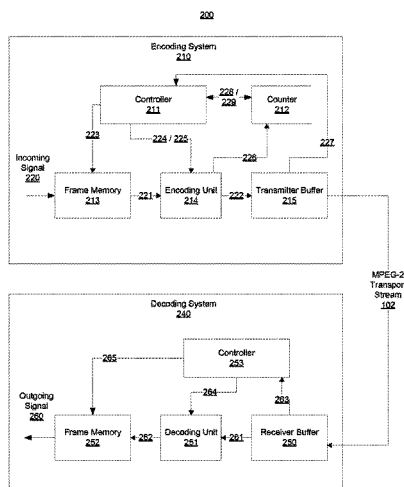 200
Encoding System
210
Controller
211
228 /
229
Counter
212
223
224 / 225
226
227
Incoming
Signal
220
Frame Memory
213
221
Encoding Unit
214
222
Transmitter Buffer
215
MPEG-2
Transport
Stream
102
Decoding System
240
Controller
253
265
264
263
Outgoing
Signal
260
Frame Memory
252
262
Decoding Unit
251
261
Receiver Buffer
250